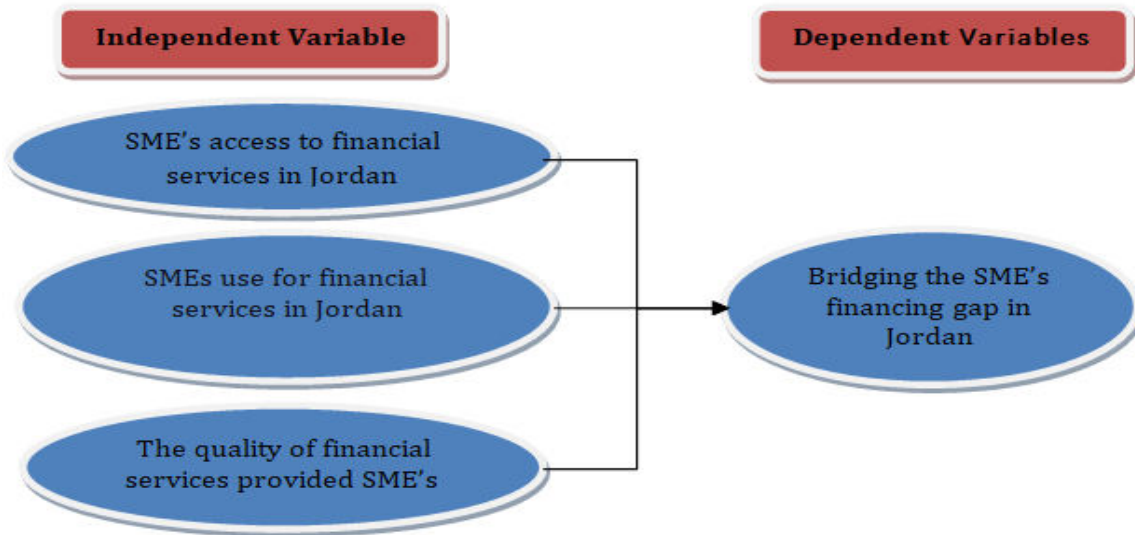 Independent Variable
Dependent Variables
SME's access to financial
services in Jordan
SMEs use for financial
services in Jordan
Bridging the SME's
financing gap in
Jordan
The quality of financial
services provided SME's